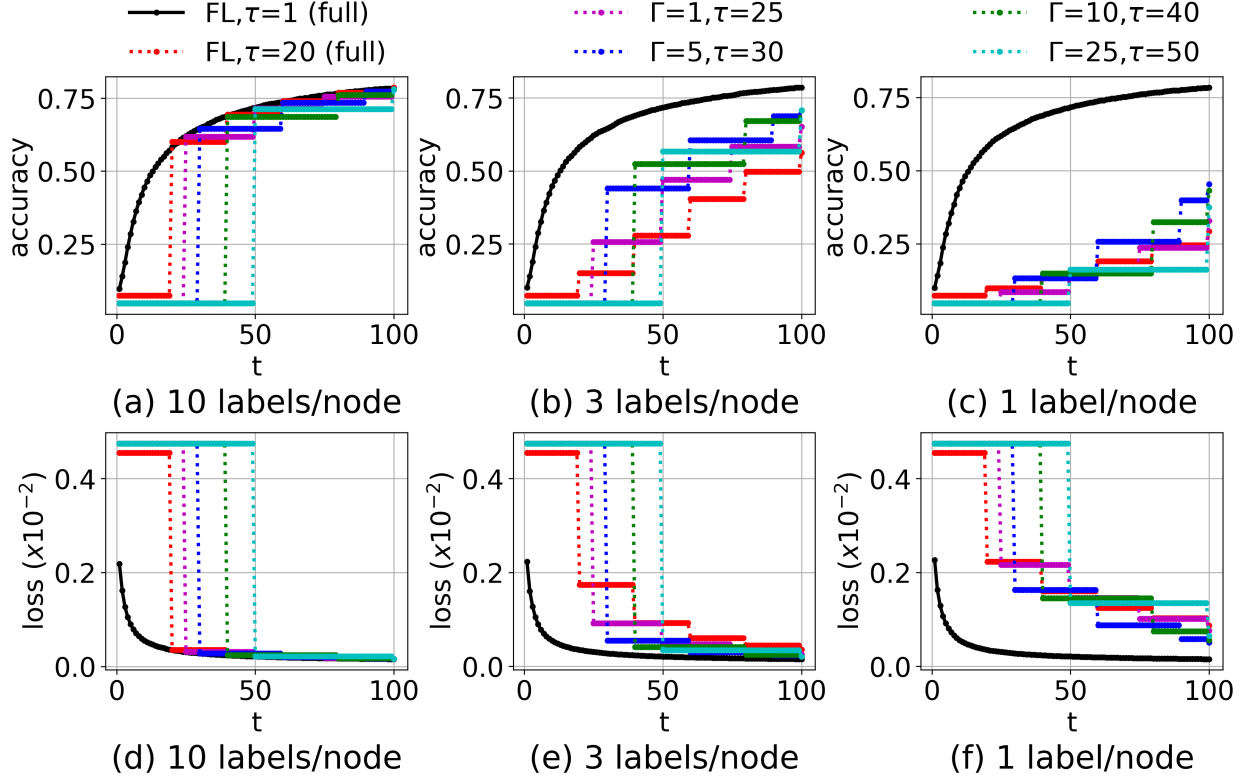 FL,τ=1 (full)
FL,τ=20 (full)
Γ=1,τ=25
Γ=5,τ=30
Γ=10,τ=40
Γ=25,τ=50
accuracy
0.75
0.50
0.25
0
50
100
t
(a) 10 labels/node
accuracy
0.75
0.50
0.25
0
50
100
t
(b) 3 labels/node
accuracy
0.75
0.50
0.25
0
50
100
t
(c) 1 label/node
loss (x10⁻²)
0.4
0.2
0.0
0
50
100
t
(d) 10 labels/node
loss (x10⁻²)
0.4
0.2
0.0
0
50
100
t
(e) 3 labels/node
loss (x10⁻²)
0.4
0.2
0.0
0
50
100
t
(f) 1 label/node